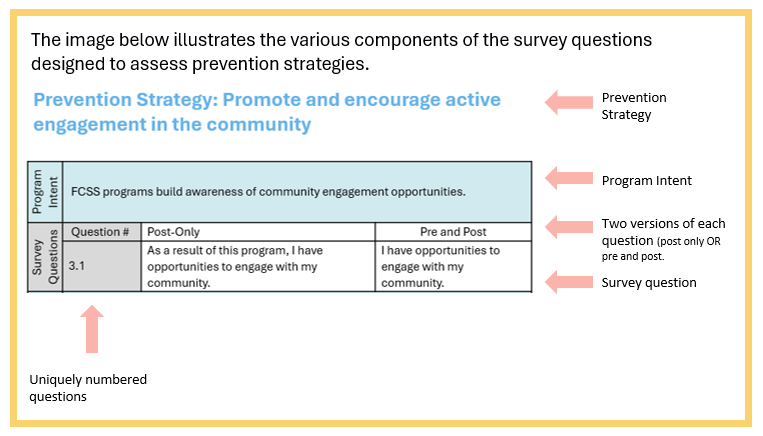 The image below illustrates the various components of the survey questions
designed to assess prevention strategies.
Prevention Strategy: Promote and encourage active
engagement in the community
Prevention
Strategy
Program
Intent
FCSS programs build awareness of community engagement opportunities.
Program Intent
Survey
Questions
Question #
Post-Only
Pre and Post
Two versions of each
question (post only OR
pre and post.
3.1
As a result of this program, I have
opportunities to engage with my
community.
I have opportunities to
engage with my
community.
Survey question
Uniquely numbered
questions